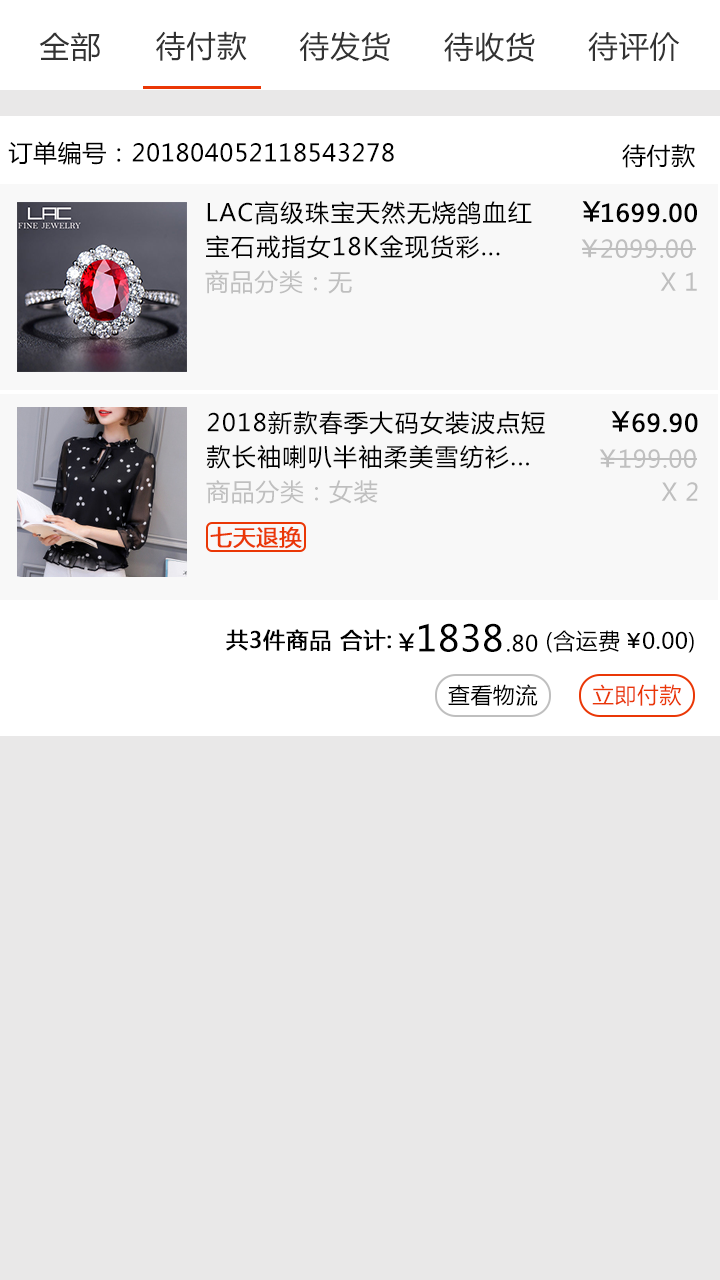 全部 待付款 待发货 待收货 待评价
订单编号：201804052118543278 待付款
LAC
FINE JEWELRY
LAC高级珠宝天然无烧鸽血红 ¥1699.00
宝石戒指女18K金现货彩... ¥2099.00
商品分类：无 X 1
2018新款春季大码女装波点短 ¥69.90
款长袖喇叭半袖柔美雪纺衫... ¥199.00
商品分类：女装 X 2
七天退换
共3件商品 合计: ¥1838.80 (含运费 ¥0.00)
查看物流 立即付款